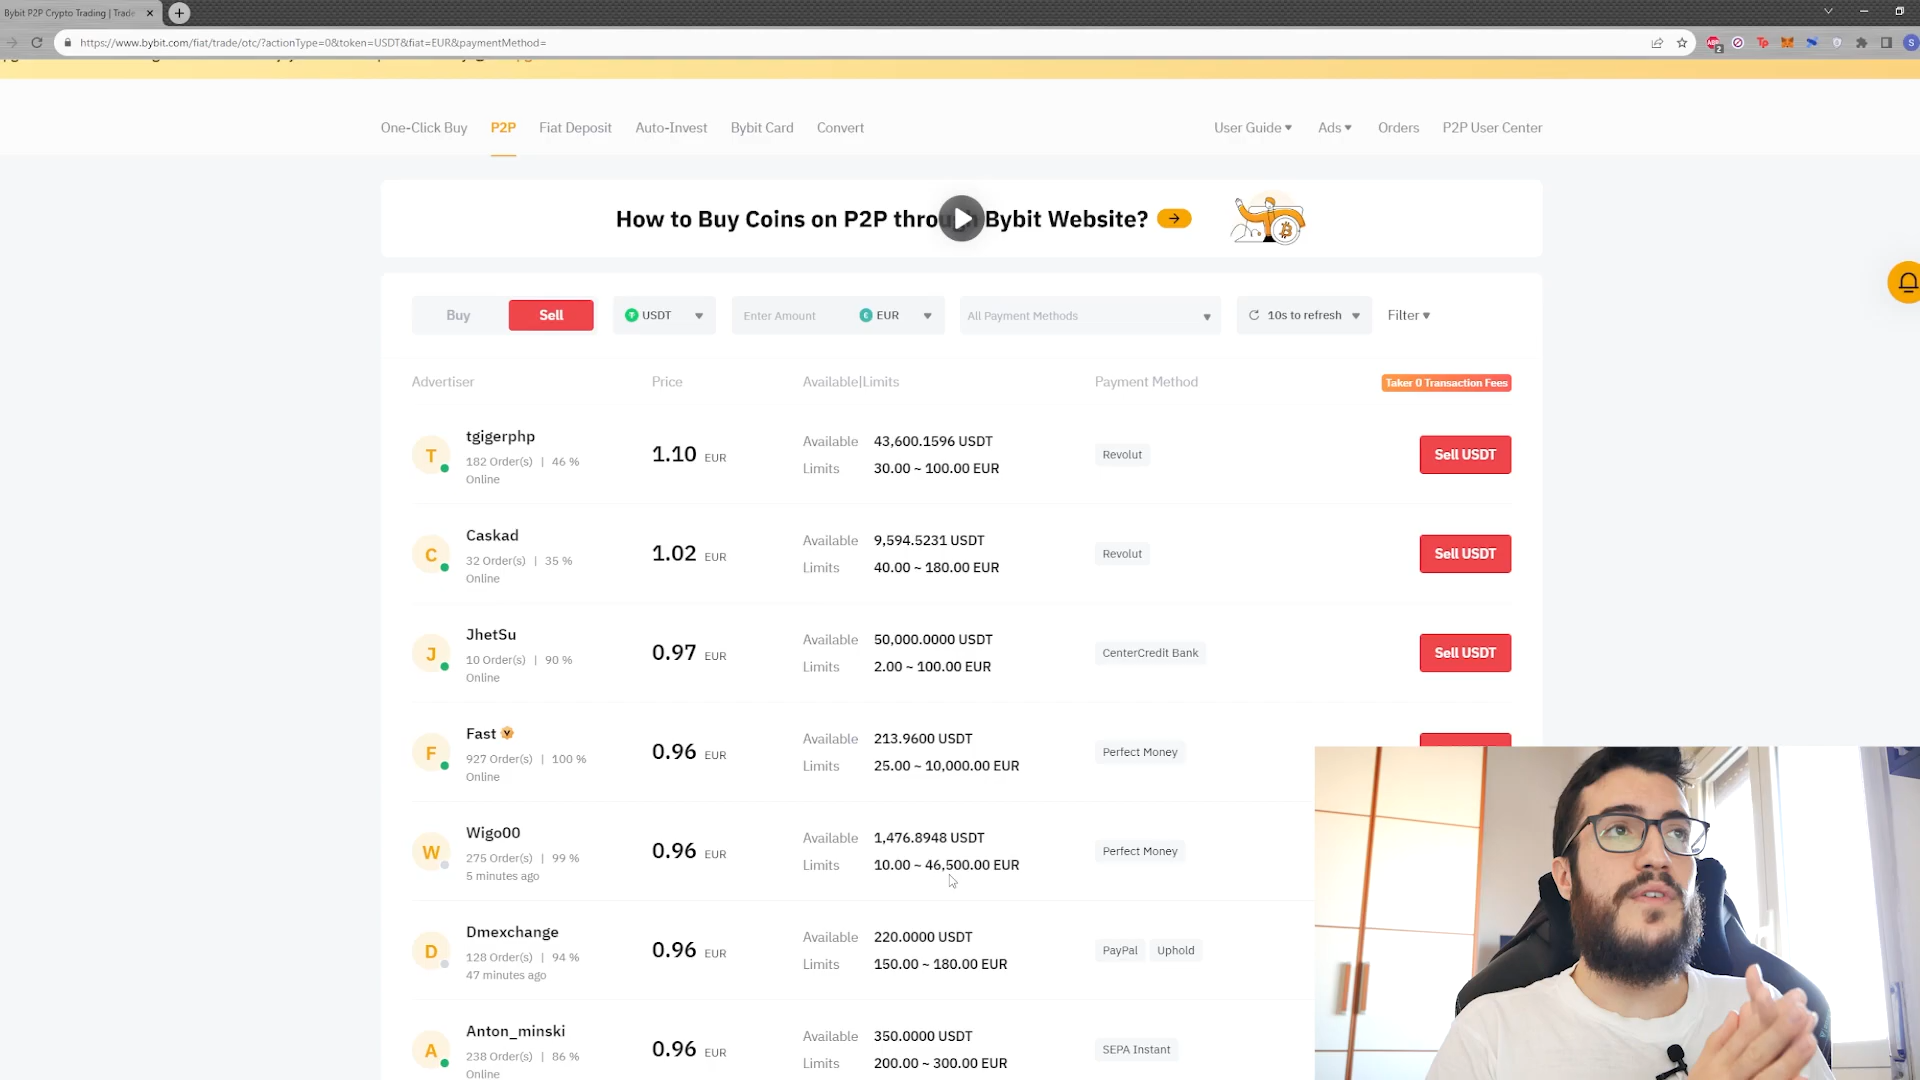 Bybit P2P Crypto Trading | Trade
https://www.bybit.com/fiat/trade/otc/?actionType=0&token=USDT&fiat=EUR&paymentMethod=
One-Click Buy P2P Fiat Deposit Auto-Invest Bybit Card Convert User Guide Ads Orders P2P User Center
How to Buy Coins on P2P through Bybit Website?
Buy Sell USDT Enter Amount EUR All Payment Methods 10s to refresh Filter
Advertiser Price Available|Limits Payment Method Taker 0 Transaction Fees
T tgigerphp
182 Order(s) | 46 %
Online
1.10 EUR
Available 43,600.1596 USDT
Limits 30.00 ~ 100.00 EUR
Revolut
Sell USDT
C Caskad
32 Order(s) | 35 %
Online
1.02 EUR
Available 9,594.5231 USDT
Limits 40.00 ~ 180.00 EUR
Revolut
Sell USDT
J JhetSu
10 Order(s) | 90 %
Online
0.97 EUR
Available 50,000.0000 USDT
Limits 2.00 ~ 100.00 EUR
CenterCredit Bank
Sell USDT
F Fast
927 Order(s) | 100 %
Online
0.96 EUR
Available 213.9600 USDT
Limits 25.00 ~ 10,000.00 EUR
Perfect Money
W Wigo00
275 Order(s) | 99 %
5 minutes ago
0.96 EUR
Available 1,476.8948 USDT
Limits 10.00 ~ 46,500.00 EUR
Perfect Money
D Dmexchange
128 Order(s) | 94 %
47 minutes ago
0.96 EUR
Available 220.0000 USDT
Limits 150.00 ~ 180.00 EUR
PayPal Uphold
A Anton_minski
238 Order(s) | 86 %
Online
0.96 EUR
Available 350.0000 USDT
Limits 200.00 ~ 300.00 EUR
SEPA Instant